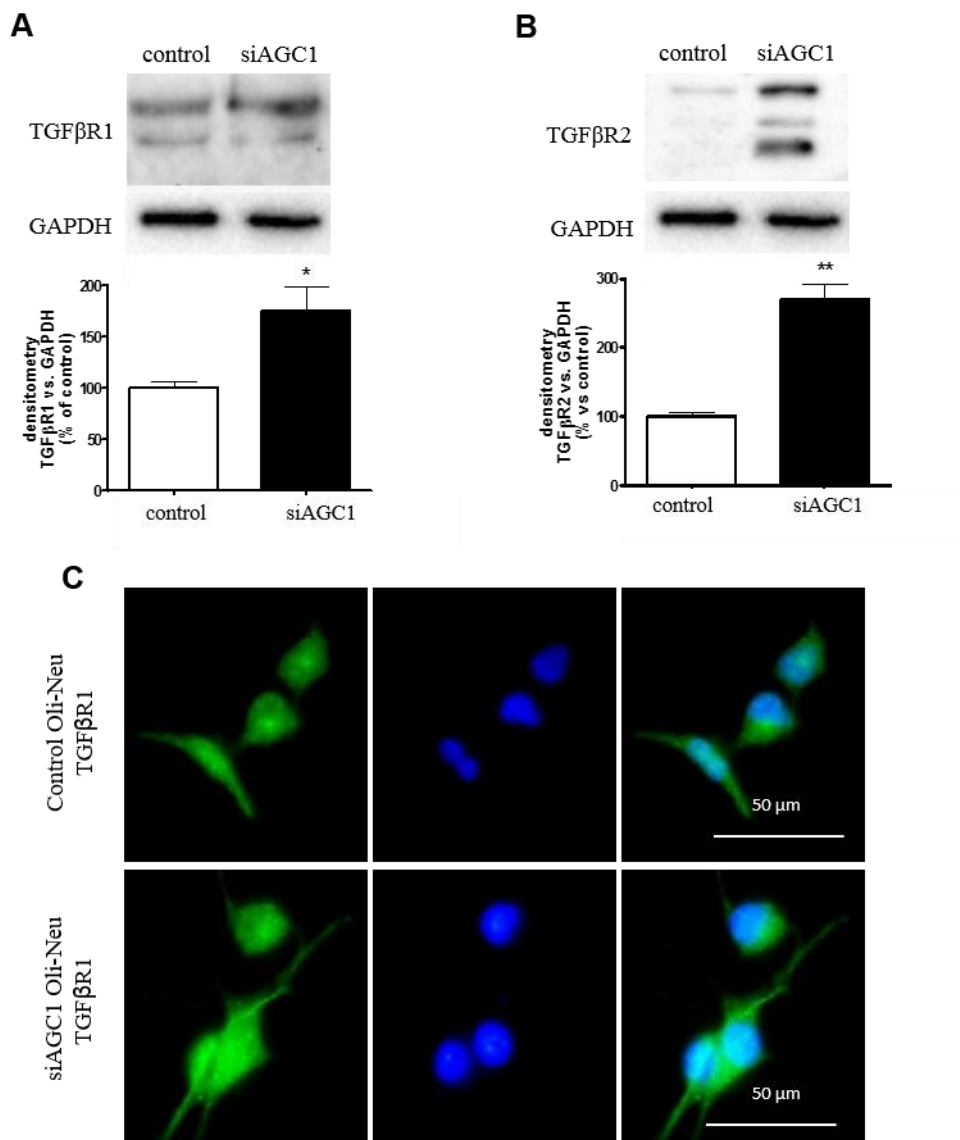 A
control siAGC1
TGFβR1
GAPDH
*
densitometry
TGFβR1 vs. GAPDH
(% of control)
200
150
100
50
0
control siAGC1
B
control siAGC1
TGFβR2
GAPDH
**
densitometry
TGFβR2 vs. GAPDH
(% vs control)
300
200
100
0
control siAGC1
C
Control Oli-Neu
TGFβR1
50 µm
siAGC1 Oli-Neu
TGFβR1
50 µm